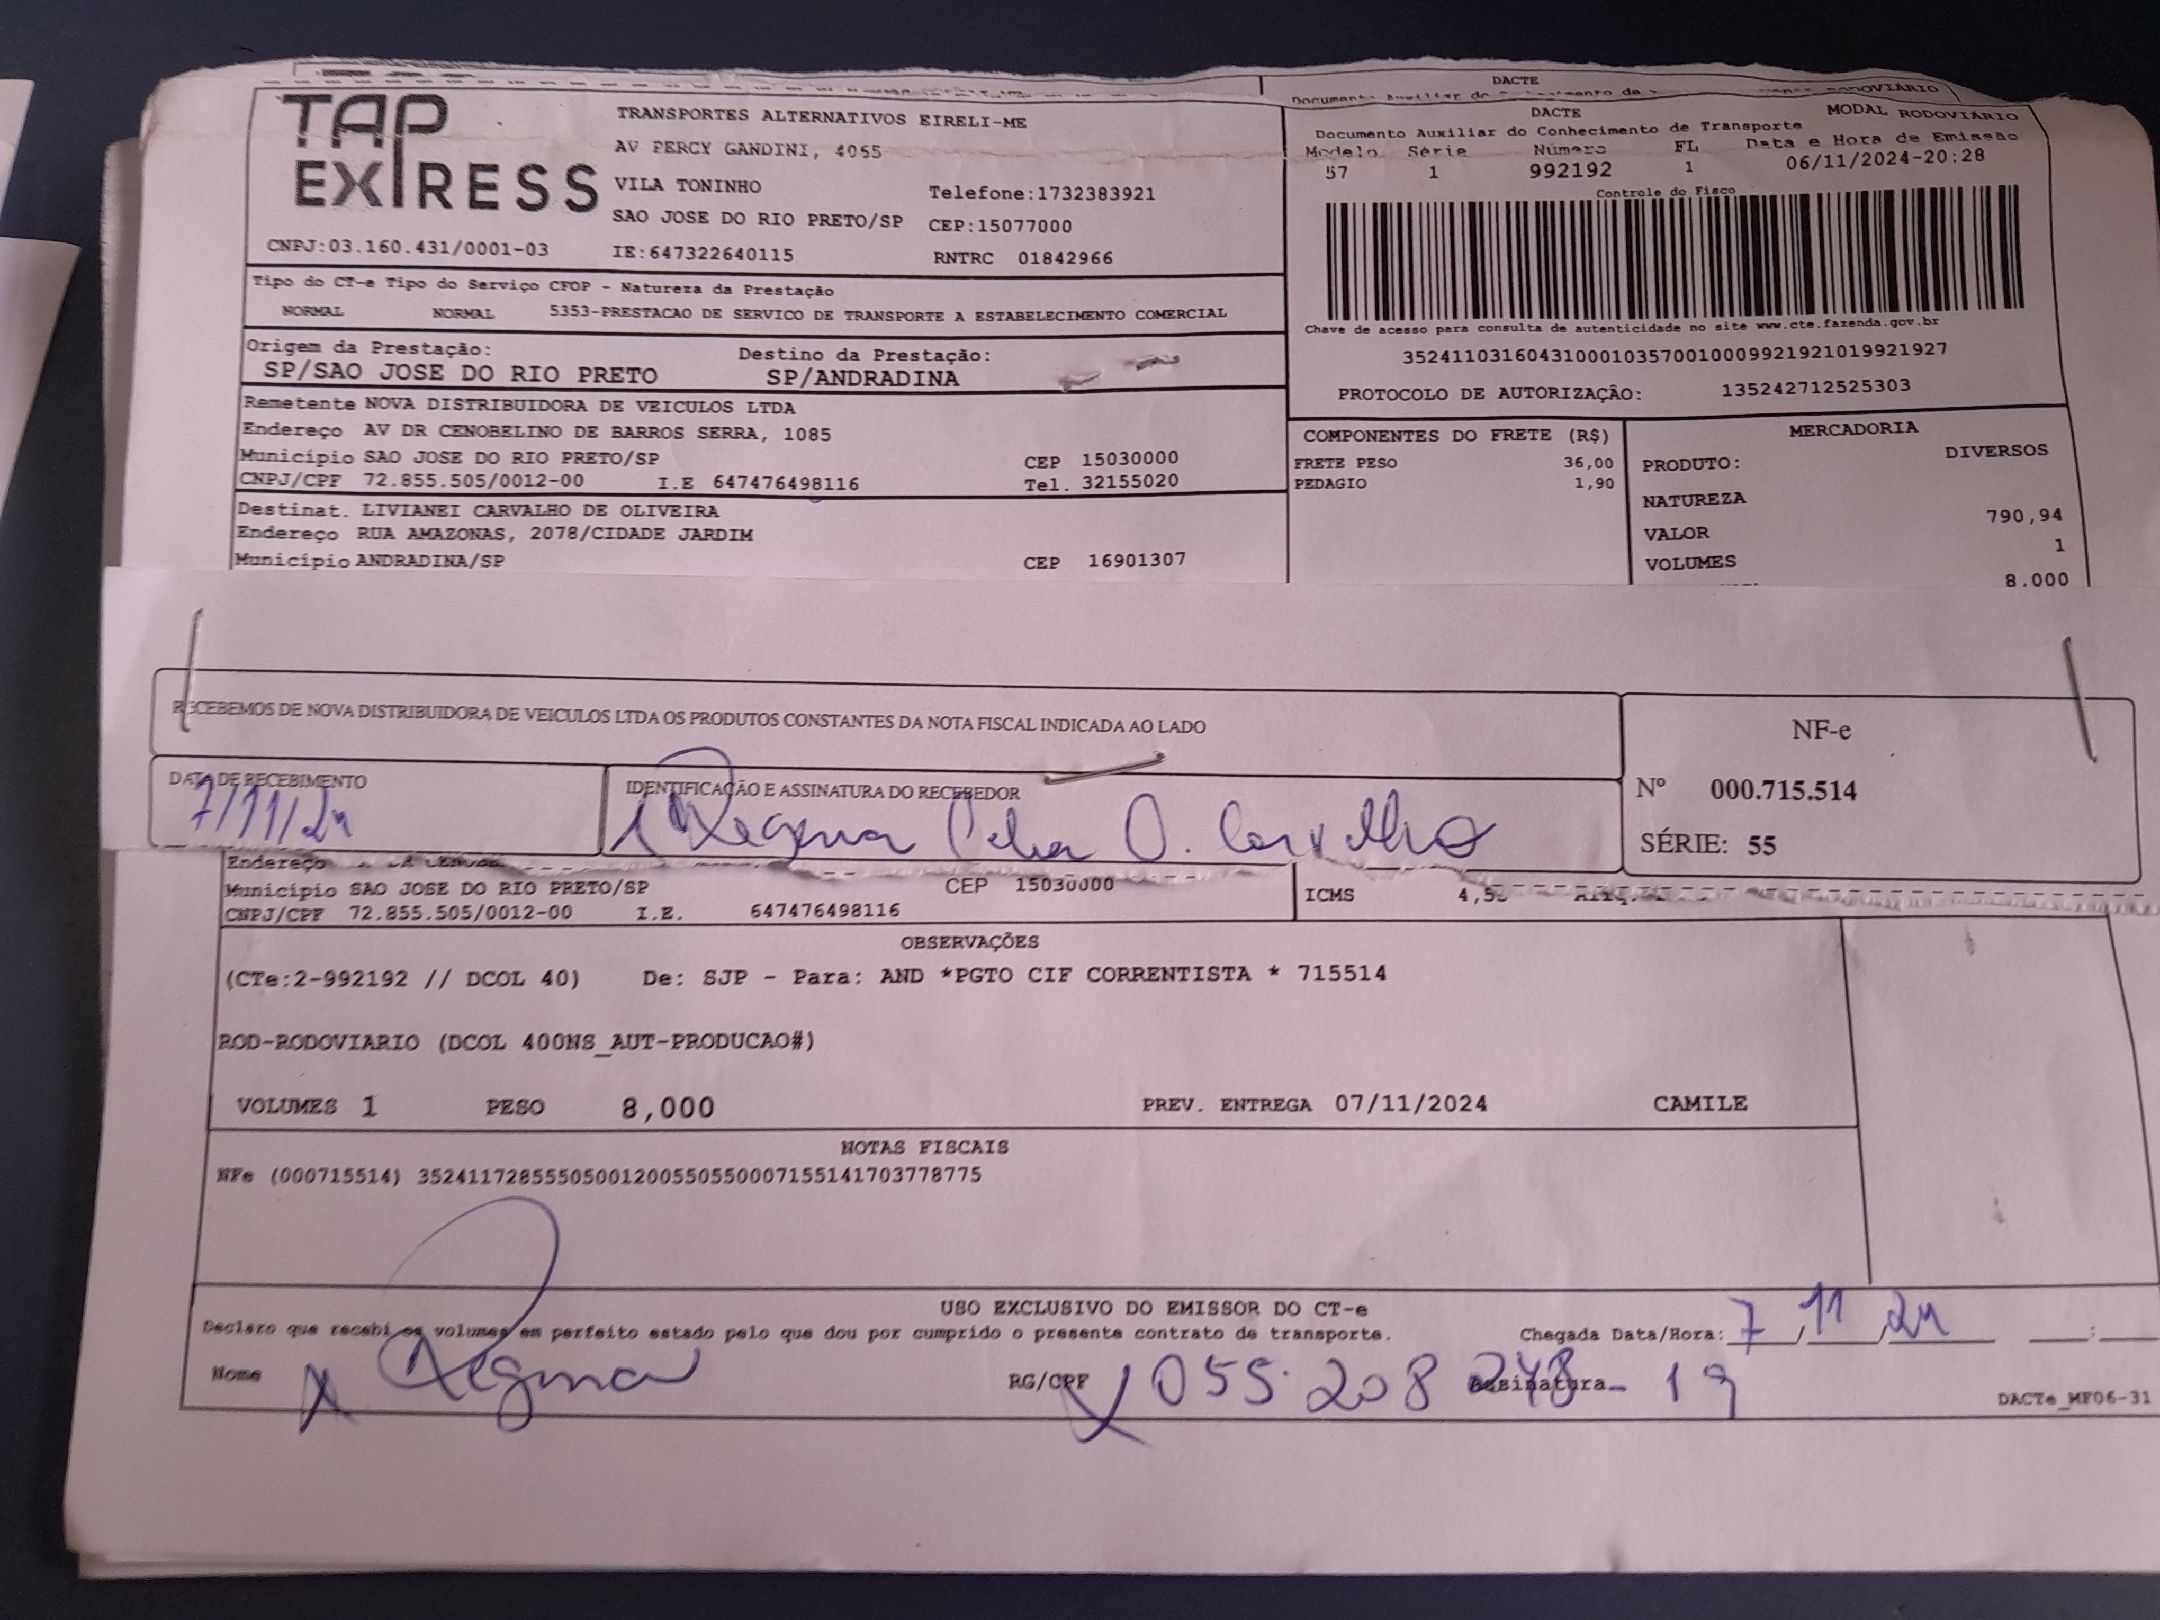 DACTE
TAP EXPRESS
TRANSPORTES ALTERNATIVOS EIRELI-ME
AV PERCY GANDINI, 4055
VILA TONINHO
Telefone:1732383921
SAO JOSE DO RIO PRETO/SP CEP:15077000
CNPJ:03.160.431/0001-03 IE:647322640115 RNTRC 01842966
DACTE MODAL RODOVIÁRIO
Documento Auxiliar do Conhecimento de Transporte
Modelo Série Número FL Data e Hora de Emissão
57 1 992192 1 06/11/2024-20:28
Controle do Fisco
Chave de acesso para consulta de autenticidade no site www.cte.fazenda.gov.br
35241103160431000103570010009921921019921927
PROTOCOLO DE AUTORIZAÇÃO: 135242712525303
Tipo do CT-e Tipo do Serviço CFOP - Natureza da Prestação
NORMAL NORMAL 5353-PRESTACAO DE SERVICO DE TRANSPORTE A ESTABELECIMENTO COMERCIAL
Origem da Prestação: Destino da Prestação:
SP/SAO JOSE DO RIO PRETO SP/ANDRADINA
Remetente NOVA DISTRIBUIDORA DE VEICULOS LTDA
Endereço AV DR CENOBELINO DE BARROS SERRA, 1085
Município SAO JOSE DO RIO PRETO/SP CEP 15030000
CNPJ/CPF 72.855.505/0012-00 I.E 647476498116 Tel. 32155020
Destinat. LIVIANEI CARVALHO DE OLIVEIRA
Endereço RUA AMAZONAS, 2078/CIDADE JARDIM
Município ANDRADINA/SP CEP 16901307
COMPONENTES DO FRETE (R$)
FRETE PESO 36,00
PEDAGIO 1,90
MERCADORIA
PRODUTO: DIVERSOS
NATUREZA
VALOR 790,94
VOLUMES 1
8.000
RECEBEMOS DE NOVA DISTRIBUIDORA DE VEICULOS LTDA OS PRODUTOS CONSTANTES DA NOTA FISCAL INDICADA AO LADO
DATA DE RECEBIMENTO
7/11/24
IDENTIFICAÇÃO E ASSINATURA DO RECEBEDOR
Regina Celia O. Carvalho
NF-e
Nº 000.715.514
SÉRIE: 55
Endereço
Município SAO JOSE DO RIO PRETO/SP CEP 15030000
CNPJ/CPF 72.855.505/0012-00 I.E. 647476498116
ICMS
OBSERVAÇÕES
(CTe:2-992192 // DCOL 40) De: SJP - Para: AND *PGTO CIF CORRENTISTA * 715514
ROD-RODOVIARIO (DCOL 400NS_AUT-PRODUCAO#)
VOLUMES 1 PESO 8,000 PREV. ENTREGA 07/11/2024 CAMILE
NOTAS FISCAIS
NFe (000715514) 35241172855505001200550550007155141703778775
USO EXCLUSIVO DO EMISSOR DO CT-e
Declaro que recebi os volumes em perfeito estado pelo que dou por cumprido o presente contrato de transporte. Chegada Data/Hora: 7/11/24 :
Nome X Regina RG/CPF X 055.208 248-19 Assinatura
DACTe_MF06-31